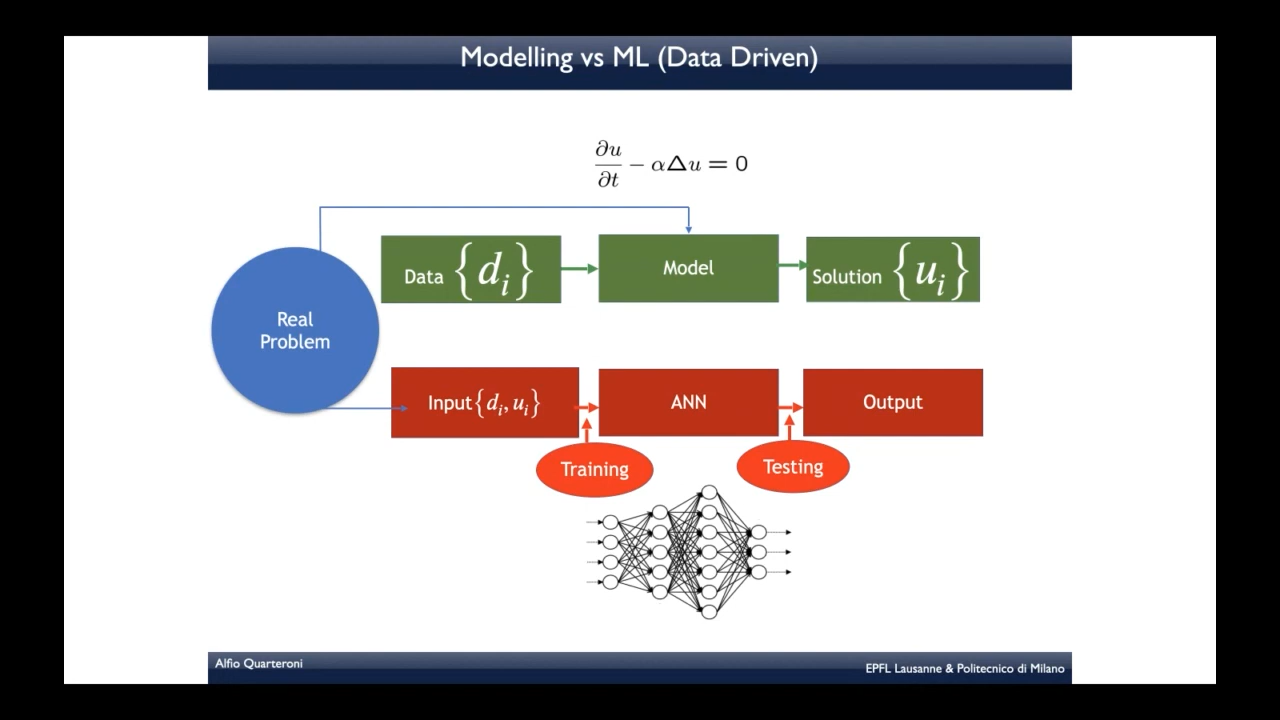 Modelling vs ML (Data Driven)
∂u/∂t − αΔu = 0
Data {d_i}
Model
Solution {u_i}
Real
Problem
Input{d_i, u_i}
ANN
Output
Training
Testing
Alfio Quarteroni
EPFL Lausanne & Politecnico di Milano